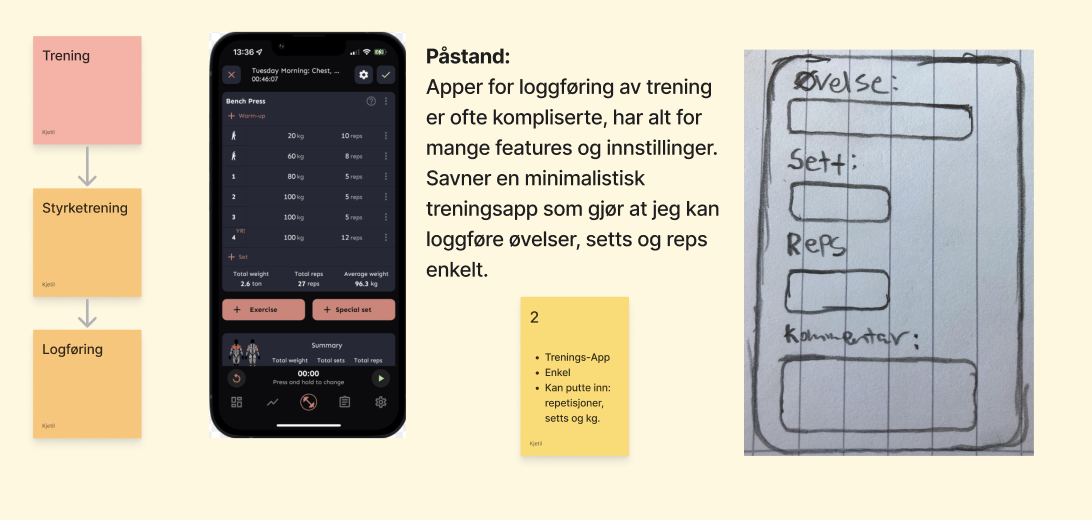 Trening
Kjetil
Styrketrening
Kjetil
Logføring
Kjetil
13:36
Tuesday Morning: Chest, ...
00:46:07
Bench Press
+ Warm-up
20 kg 10 reps
60 kg 8 reps
1 80 kg 5 reps
2 100 kg 5 reps
3 100 kg 5 reps
4 100 kg 12 reps
+ Set
Total weight Total reps Average weight
2.6 ton 27 reps 96.3 kg
+ Exercise + Special set
Summary
Total weight Total sets Total reps
00:00
Press and hold to change
Påstand:
Apper for loggføring av trening
er ofte kompliserte, har alt for
mange features og innstillinger.
Savner en minimalistisk
treningsapp som gjør at jeg kan
loggføre øvelser, setts og reps
enkelt.
2
• Trenings-App
• Enkel
• Kan putte inn:
repetisjoner,
setts og kg.
Kjetil
Øvelse:
Sett:
Reps
Kommentar: